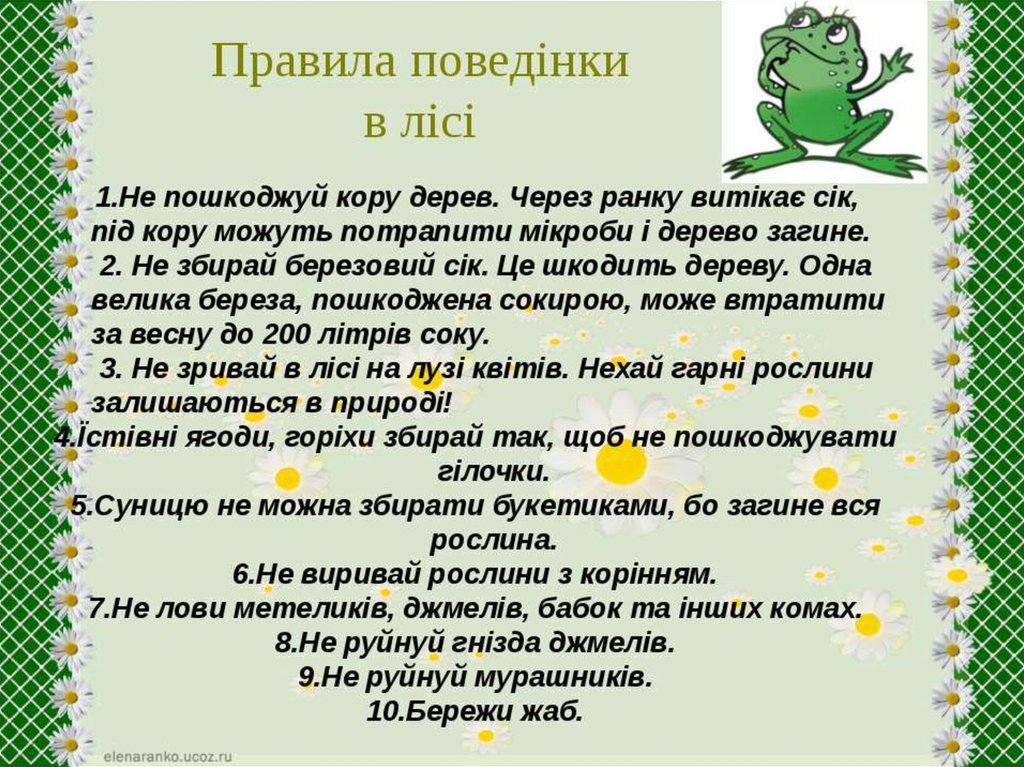 Правила поведінки
в лісі
1.Не пошкоджуй кору дерев. Через ранку витікає сік,
під кору можуть потрапити мікроби і дерево загине.
2. Не збирай березовий сік. Це шкодить дереву. Одна
велика береза, пошкоджена сокирою, може втратити
за весну до 200 літрів соку.
3. Не зривай в лісі на лузі квітів. Нехай гарні рослини
залишаються в природі!
4.Їстівні ягоди, горіхи збирай так, щоб не пошкоджувати
гілочки.
5.Суницю не можна збирати букетиками, бо загине вся
рослина.
6.Не виривай рослини з корінням.
7.Не лови метеликів, джмелів, бабок та інших комах.
8.Не руйнуй гнізда джмелів.
9.Не руйнуй мурашників.
10.Бережи жаб.
elenaranko.ucoz.ru